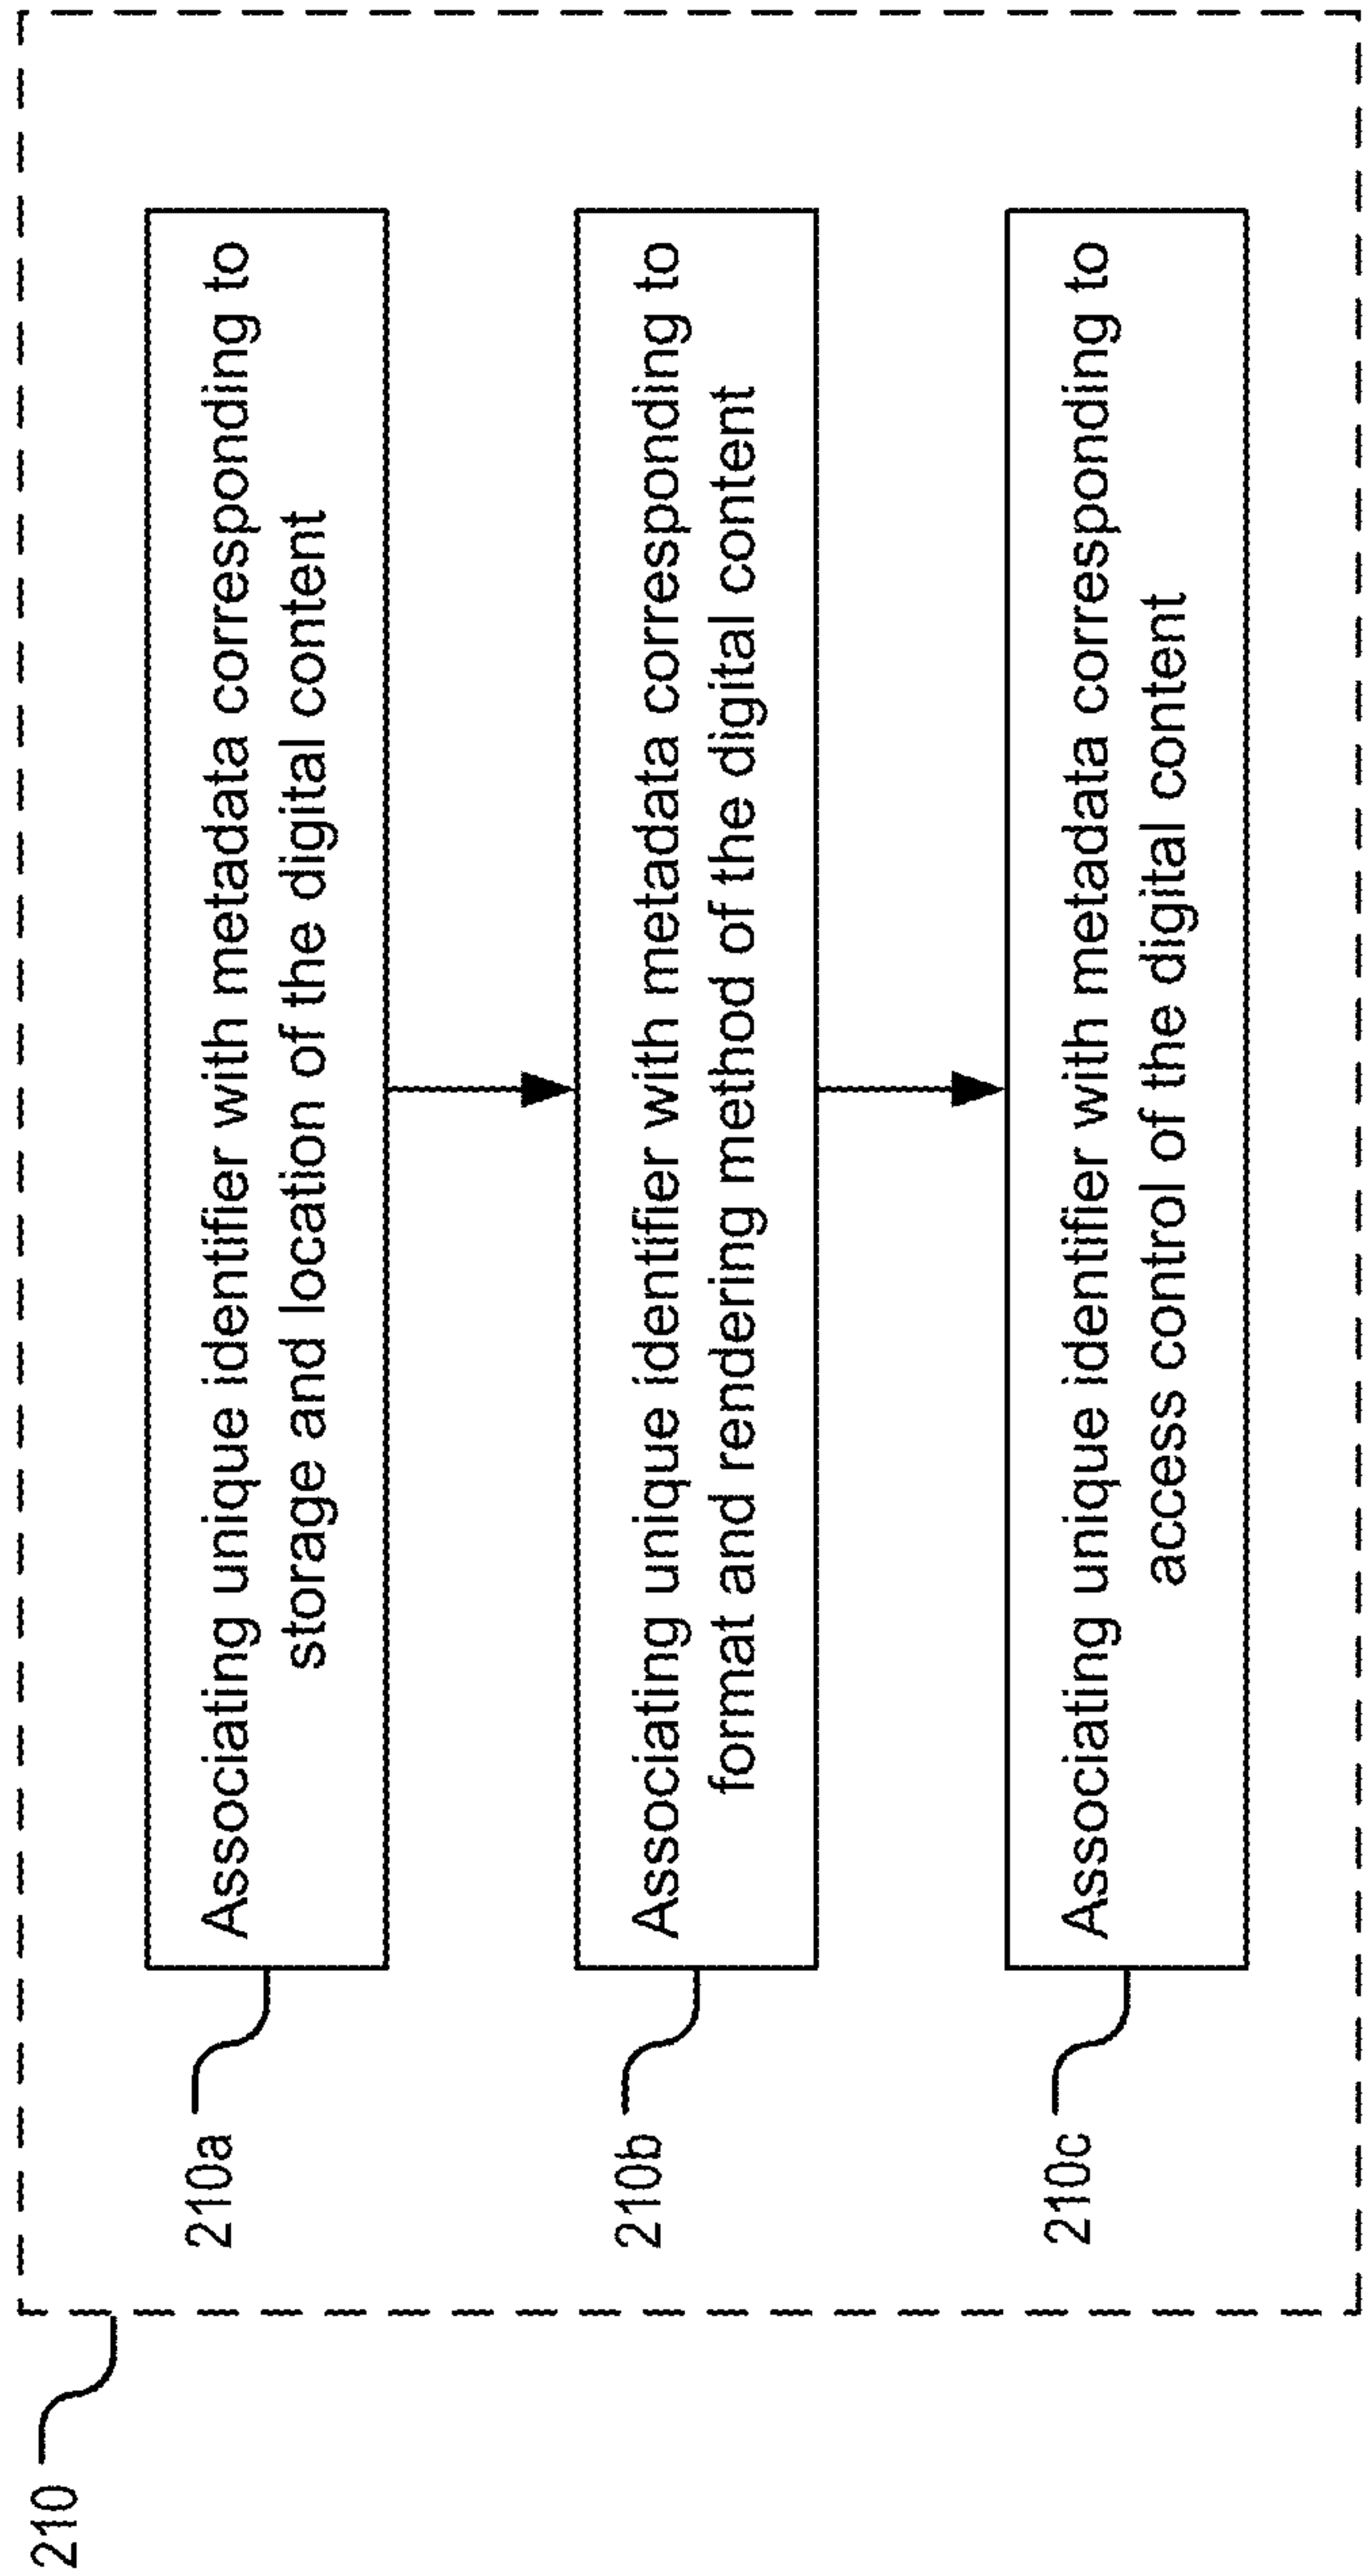 210
210a
Associating unique identifier with metadata corresponding to
storage and location of the digital content
210b
Associating unique identifier with metadata corresponding to
format and rendering method of the digital content
210c
Associating unique identifier with metadata corresponding to
access control of the digital content